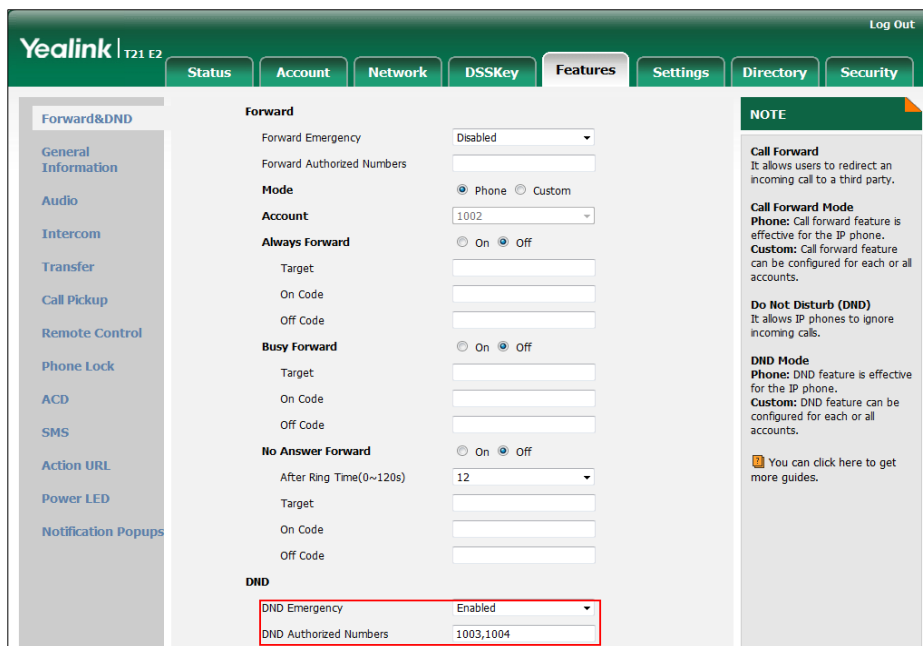 Log Out
Yealink | T21 E2
Status Account Network DSSKey Features Settings Directory Security
Forward&DND
General
Information
Audio
Intercom
Transfer
Call Pickup
Remote Control
Phone Lock
ACD
SMS
Action URL
Power LED
Notification Popups
Forward
Forward Emergency Disabled
Forward Authorized Numbers
Mode Phone Custom
Account 1002
Always Forward On Off
Target
On Code
Off Code
Busy Forward On Off
Target
On Code
Off Code
No Answer Forward On Off
After Ring Time(0~120s) 12
Target
On Code
Off Code
DND
DND Emergency Enabled
DND Authorized Numbers 1003,1004
NOTE
Call Forward
It allows users to redirect an
incoming call to a third party.
Call Forward Mode
Phone: Call forward feature is
effective for the IP phone.
Custom: Call forward feature
can be configured for each or all
accounts.
Do Not Disturb (DND)
It allows IP phones to ignore
incoming calls.
DND Mode
Phone: DND feature is effective
for the IP phone.
Custom: DND feature can be
configured for each or all
accounts.
You can click here to get
more guides.